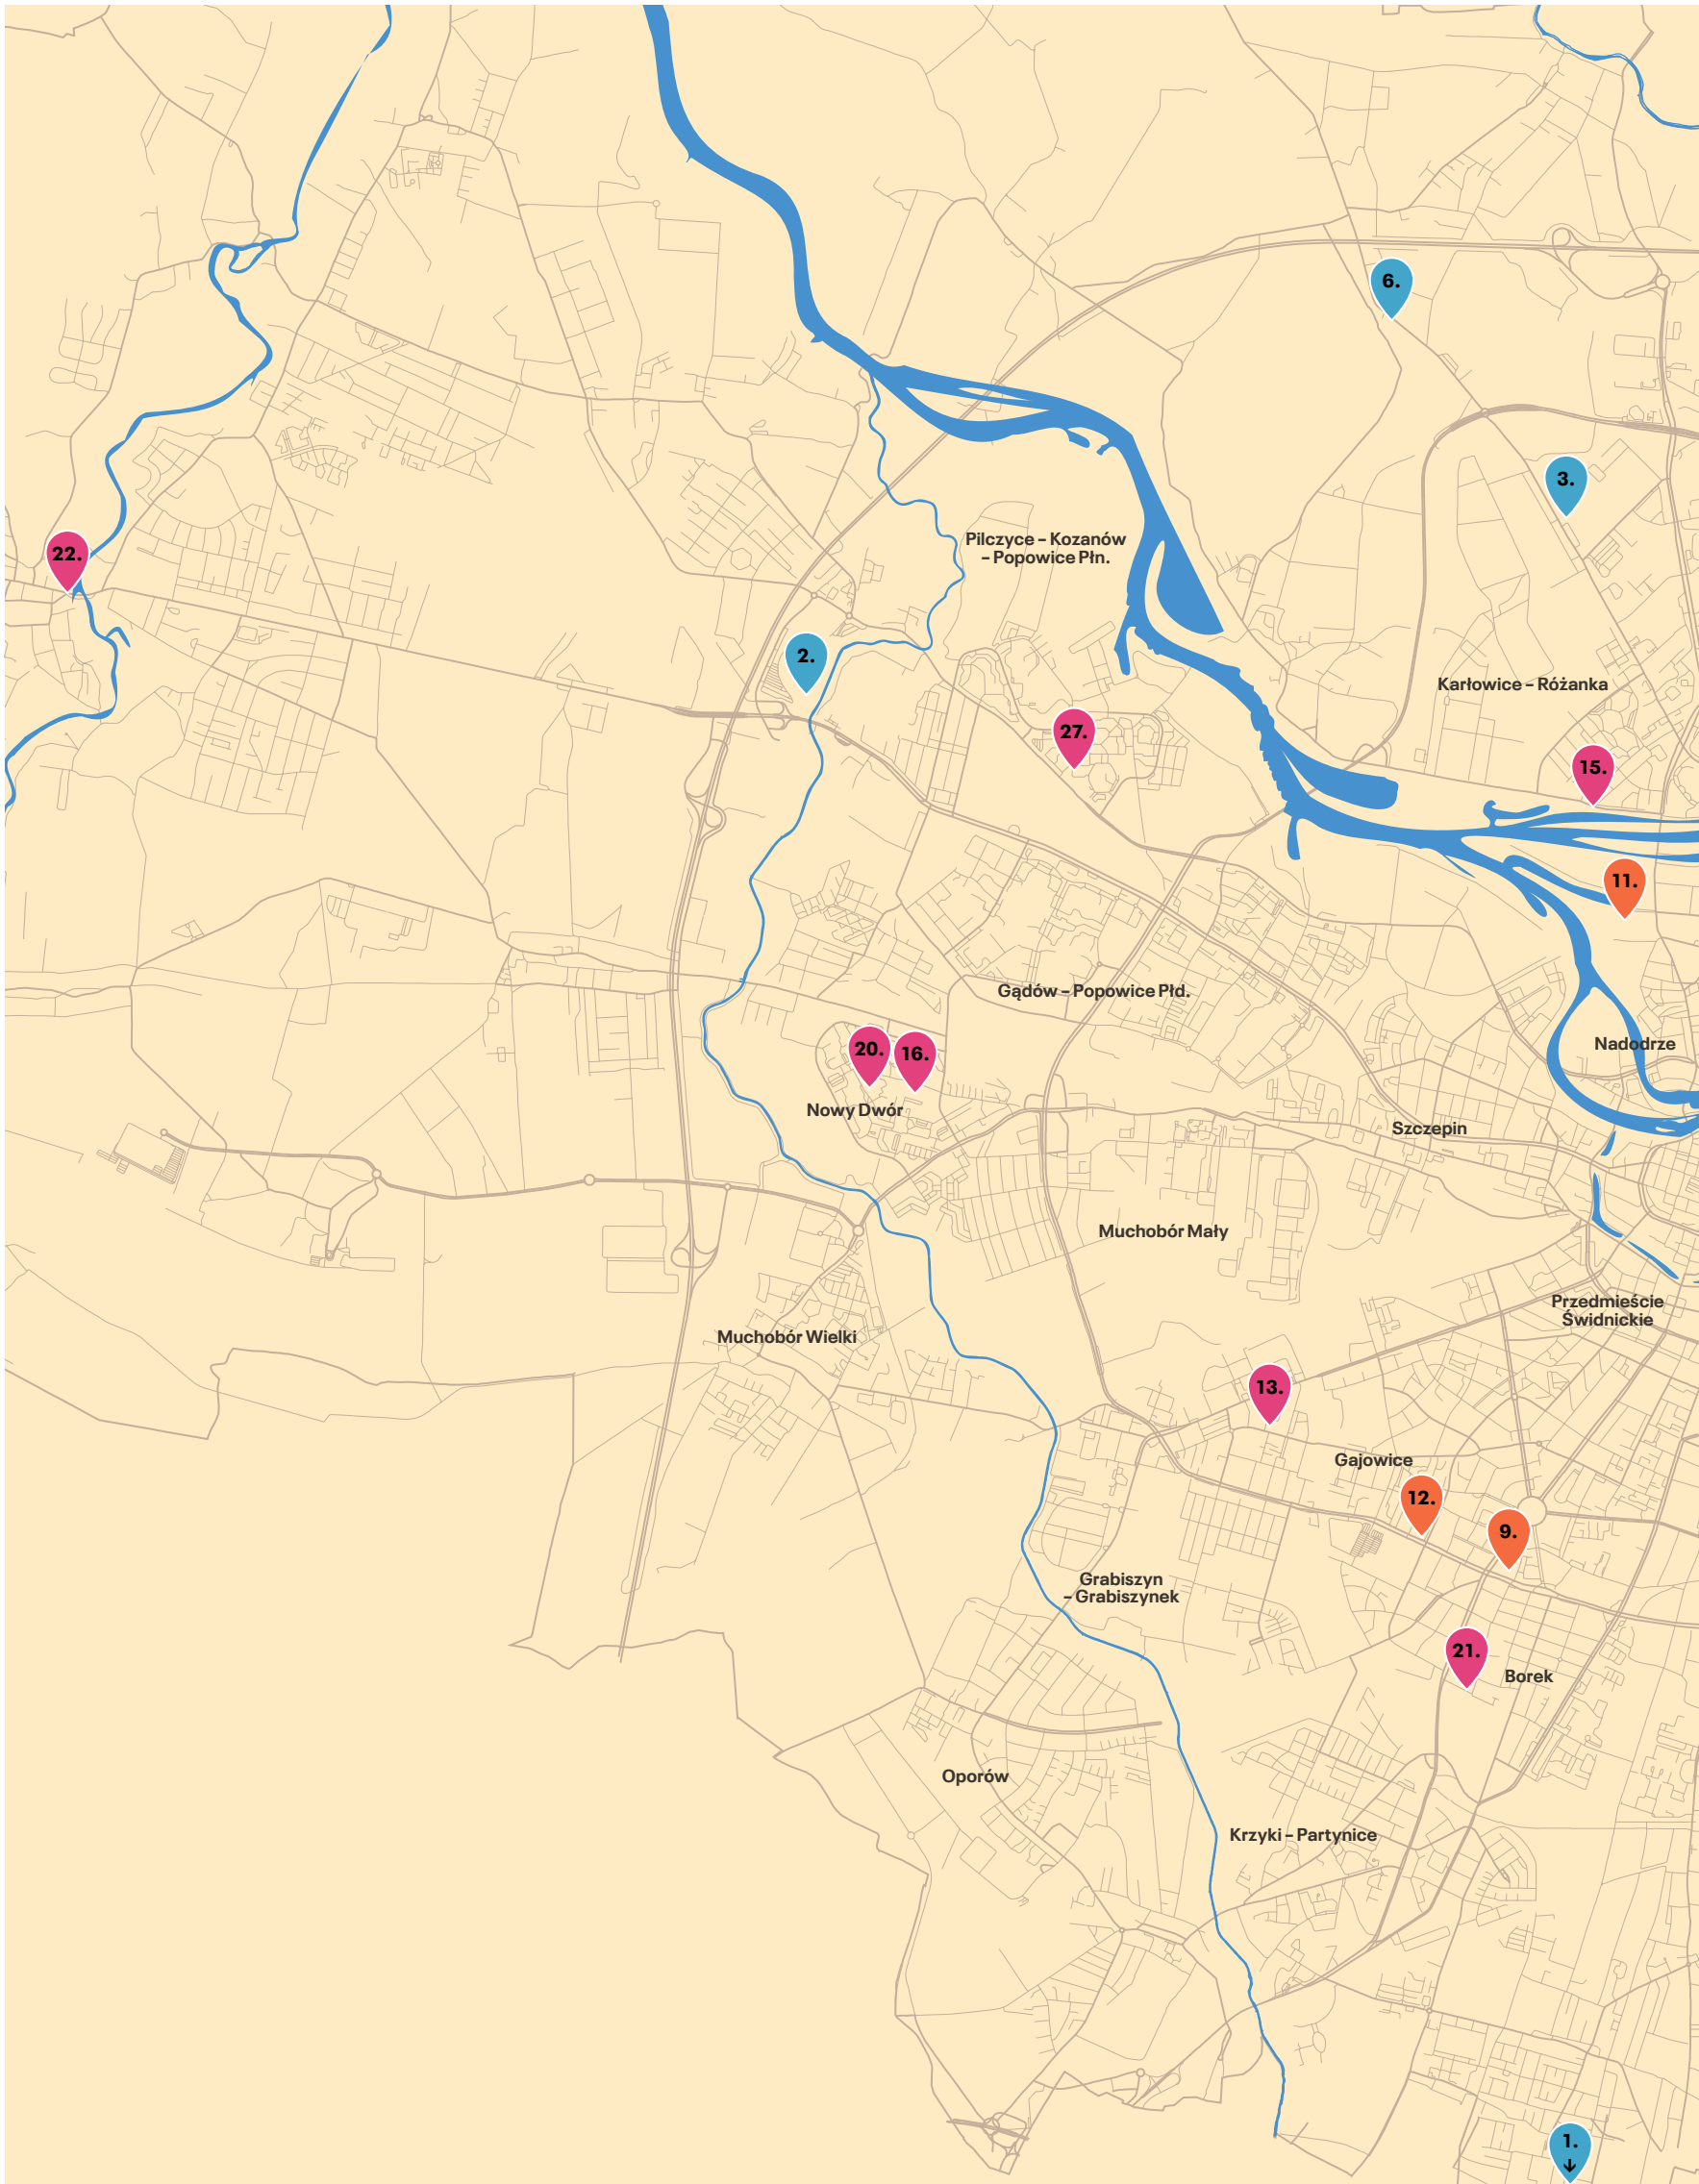 6.
3.
Pilczyce – Kozanów
– Popowice Płn.
22.
2.
Karłowice – Różanka
27.
15.
11.
Gądów – Popowice Płd.
Nadodrze
20.
16.
Nowy Dwór
Szczepin
Muchobór Mały
Przedmieście
Świdnickie
Muchobór Wielki
13.
Gajowice
12.
9.
Grabiszyn
– Grabiszynek
21.
Borek
Oporów
Krzyki – Partynice
1.
↓